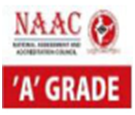 NAAC
NATIONAL ASSESSMENT AND
ACCREDITATION COUNCIL
'A' GRADE